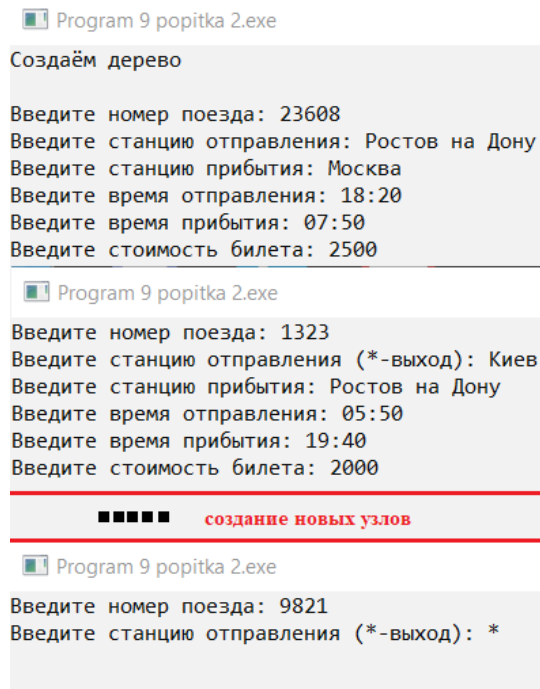 Program 9 popitka 2.exe
Создаём дерево
Введите номер поезда: 23608
Введите станцию отправления: Ростов на Дону
Введите станцию прибытия: Москва
Введите время отправления: 18:20
Введите время прибытия: 07:50
Введите стоимость билета: 2500
Program 9 popitka 2.exe
Введите номер поезда: 1323
Введите станцию отправления (*-выход): Киев
Введите станцию прибытия: Ростов на Дону
Введите время отправления: 05:50
Введите время прибытия: 19:40
Введите стоимость билета: 2000
создание новых узлов
Program 9 popitka 2.exe
Введите номер поезда: 9821
Введите станцию отправления (*-выход): *